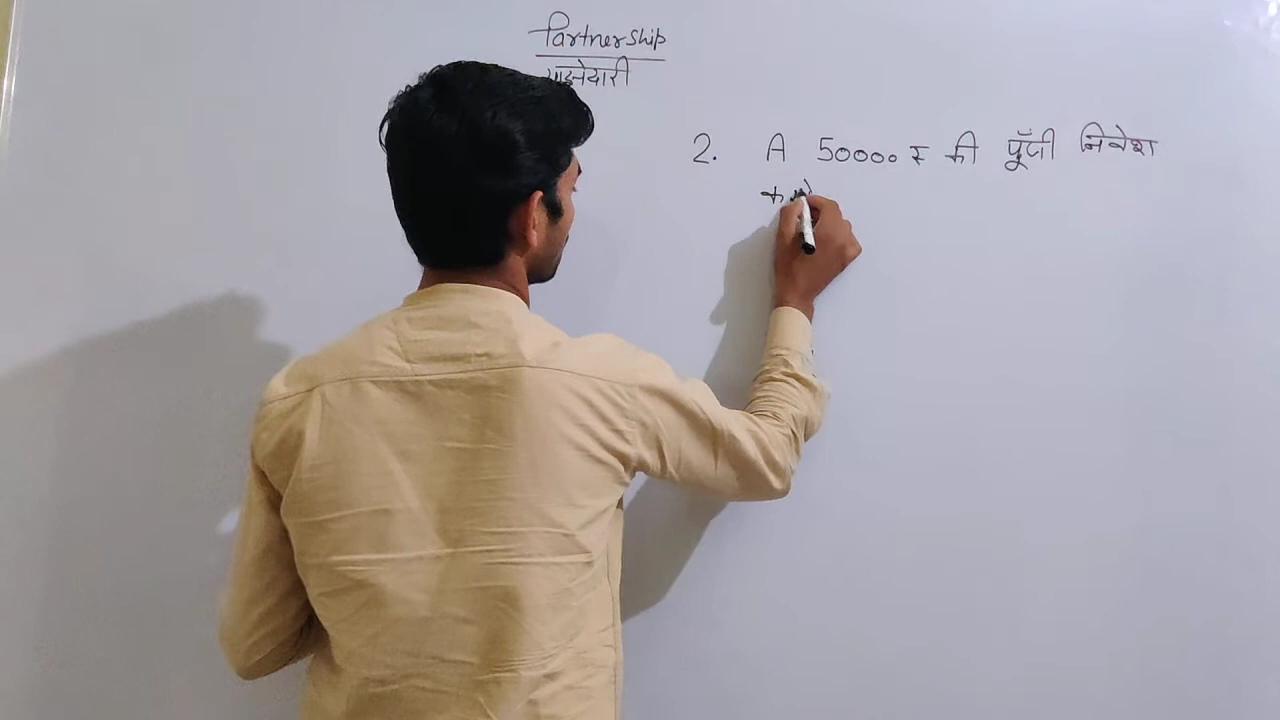 Partnership
साझेदारी
2. A 50000 रु की पूँजी निवेश